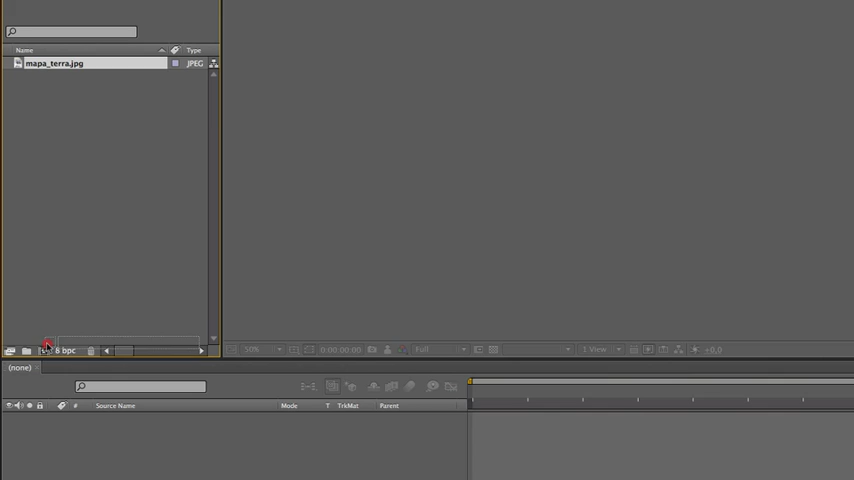 Name Type
mapa_terra.jpg JPEG
8 bpc 50% 0:00:00:00 Full 1 View +0,0
(none)
# Source Name Mode T TrkMat Parent